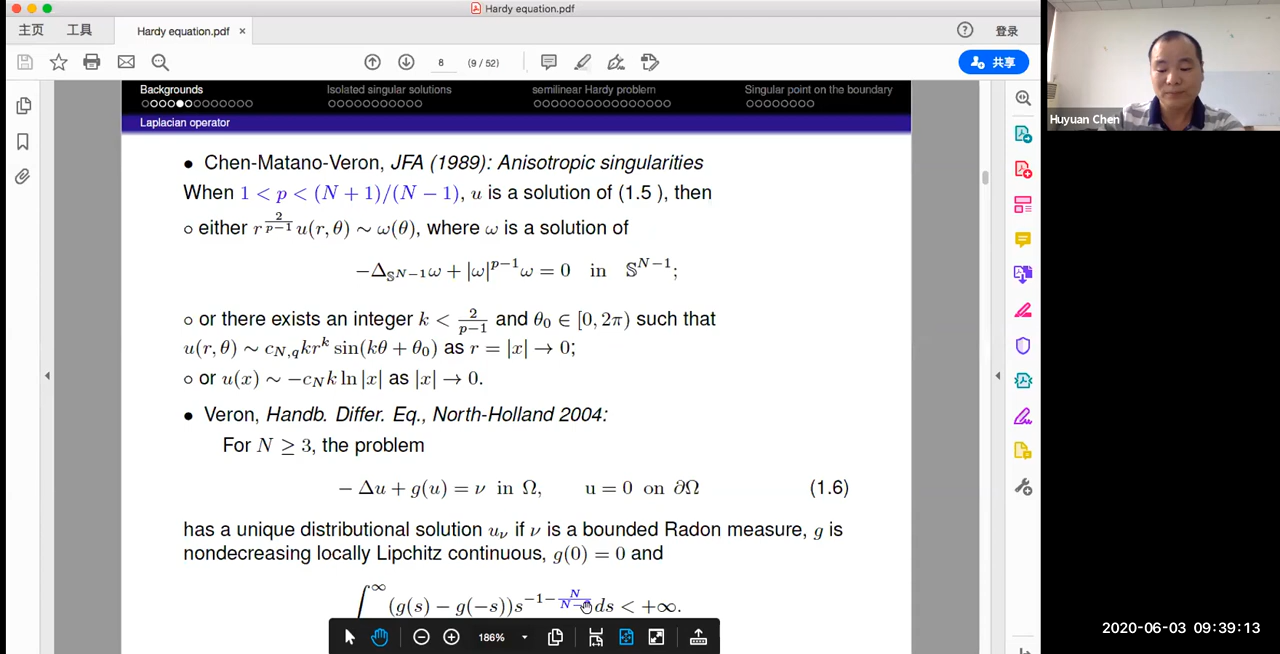 Hardy equation.pdf
主页 工具 Hardy equation.pdf × 登录
8 (9 / 52) 共享
Backgrounds Isolated singular solutions semilinear Hardy problem Singular point on the boundary
Laplacian operator
Huyuan Chen
• Chen-Matano-Veron, JFA (1989): Anisotropic singularities
When 1 < p < (N + 1)/(N − 1), u is a solution of (1.5 ), then
○ either r^{2/(p−1)} u(r, θ) ∼ ω(θ), where ω is a solution of
−Δ_{𝕊^{N−1}} ω + |ω|^{p−1} ω = 0 in 𝕊^{N−1};
○ or there exists an integer k < 2/(p−1) and θ₀ ∈ [0, 2π) such that
u(r, θ) ∼ c_{N,q} k r^k sin(kθ + θ₀) as r = |x| → 0;
○ or u(x) ∼ −c_N k ln |x| as |x| → 0.
• Veron, Handb. Differ. Eq., North-Holland 2004:
For N ≥ 3, the problem
− Δu + g(u) = ν in Ω, u = 0 on ∂Ω (1.6)
has a unique distributional solution u_ν if ν is a bounded Radon measure, g is
nondecreasing locally Lipchitz continuous, g(0) = 0 and
∫^∞ (g(s) − g(−s)) s ds < +∞.
186%
2020-06-03 09:39:13